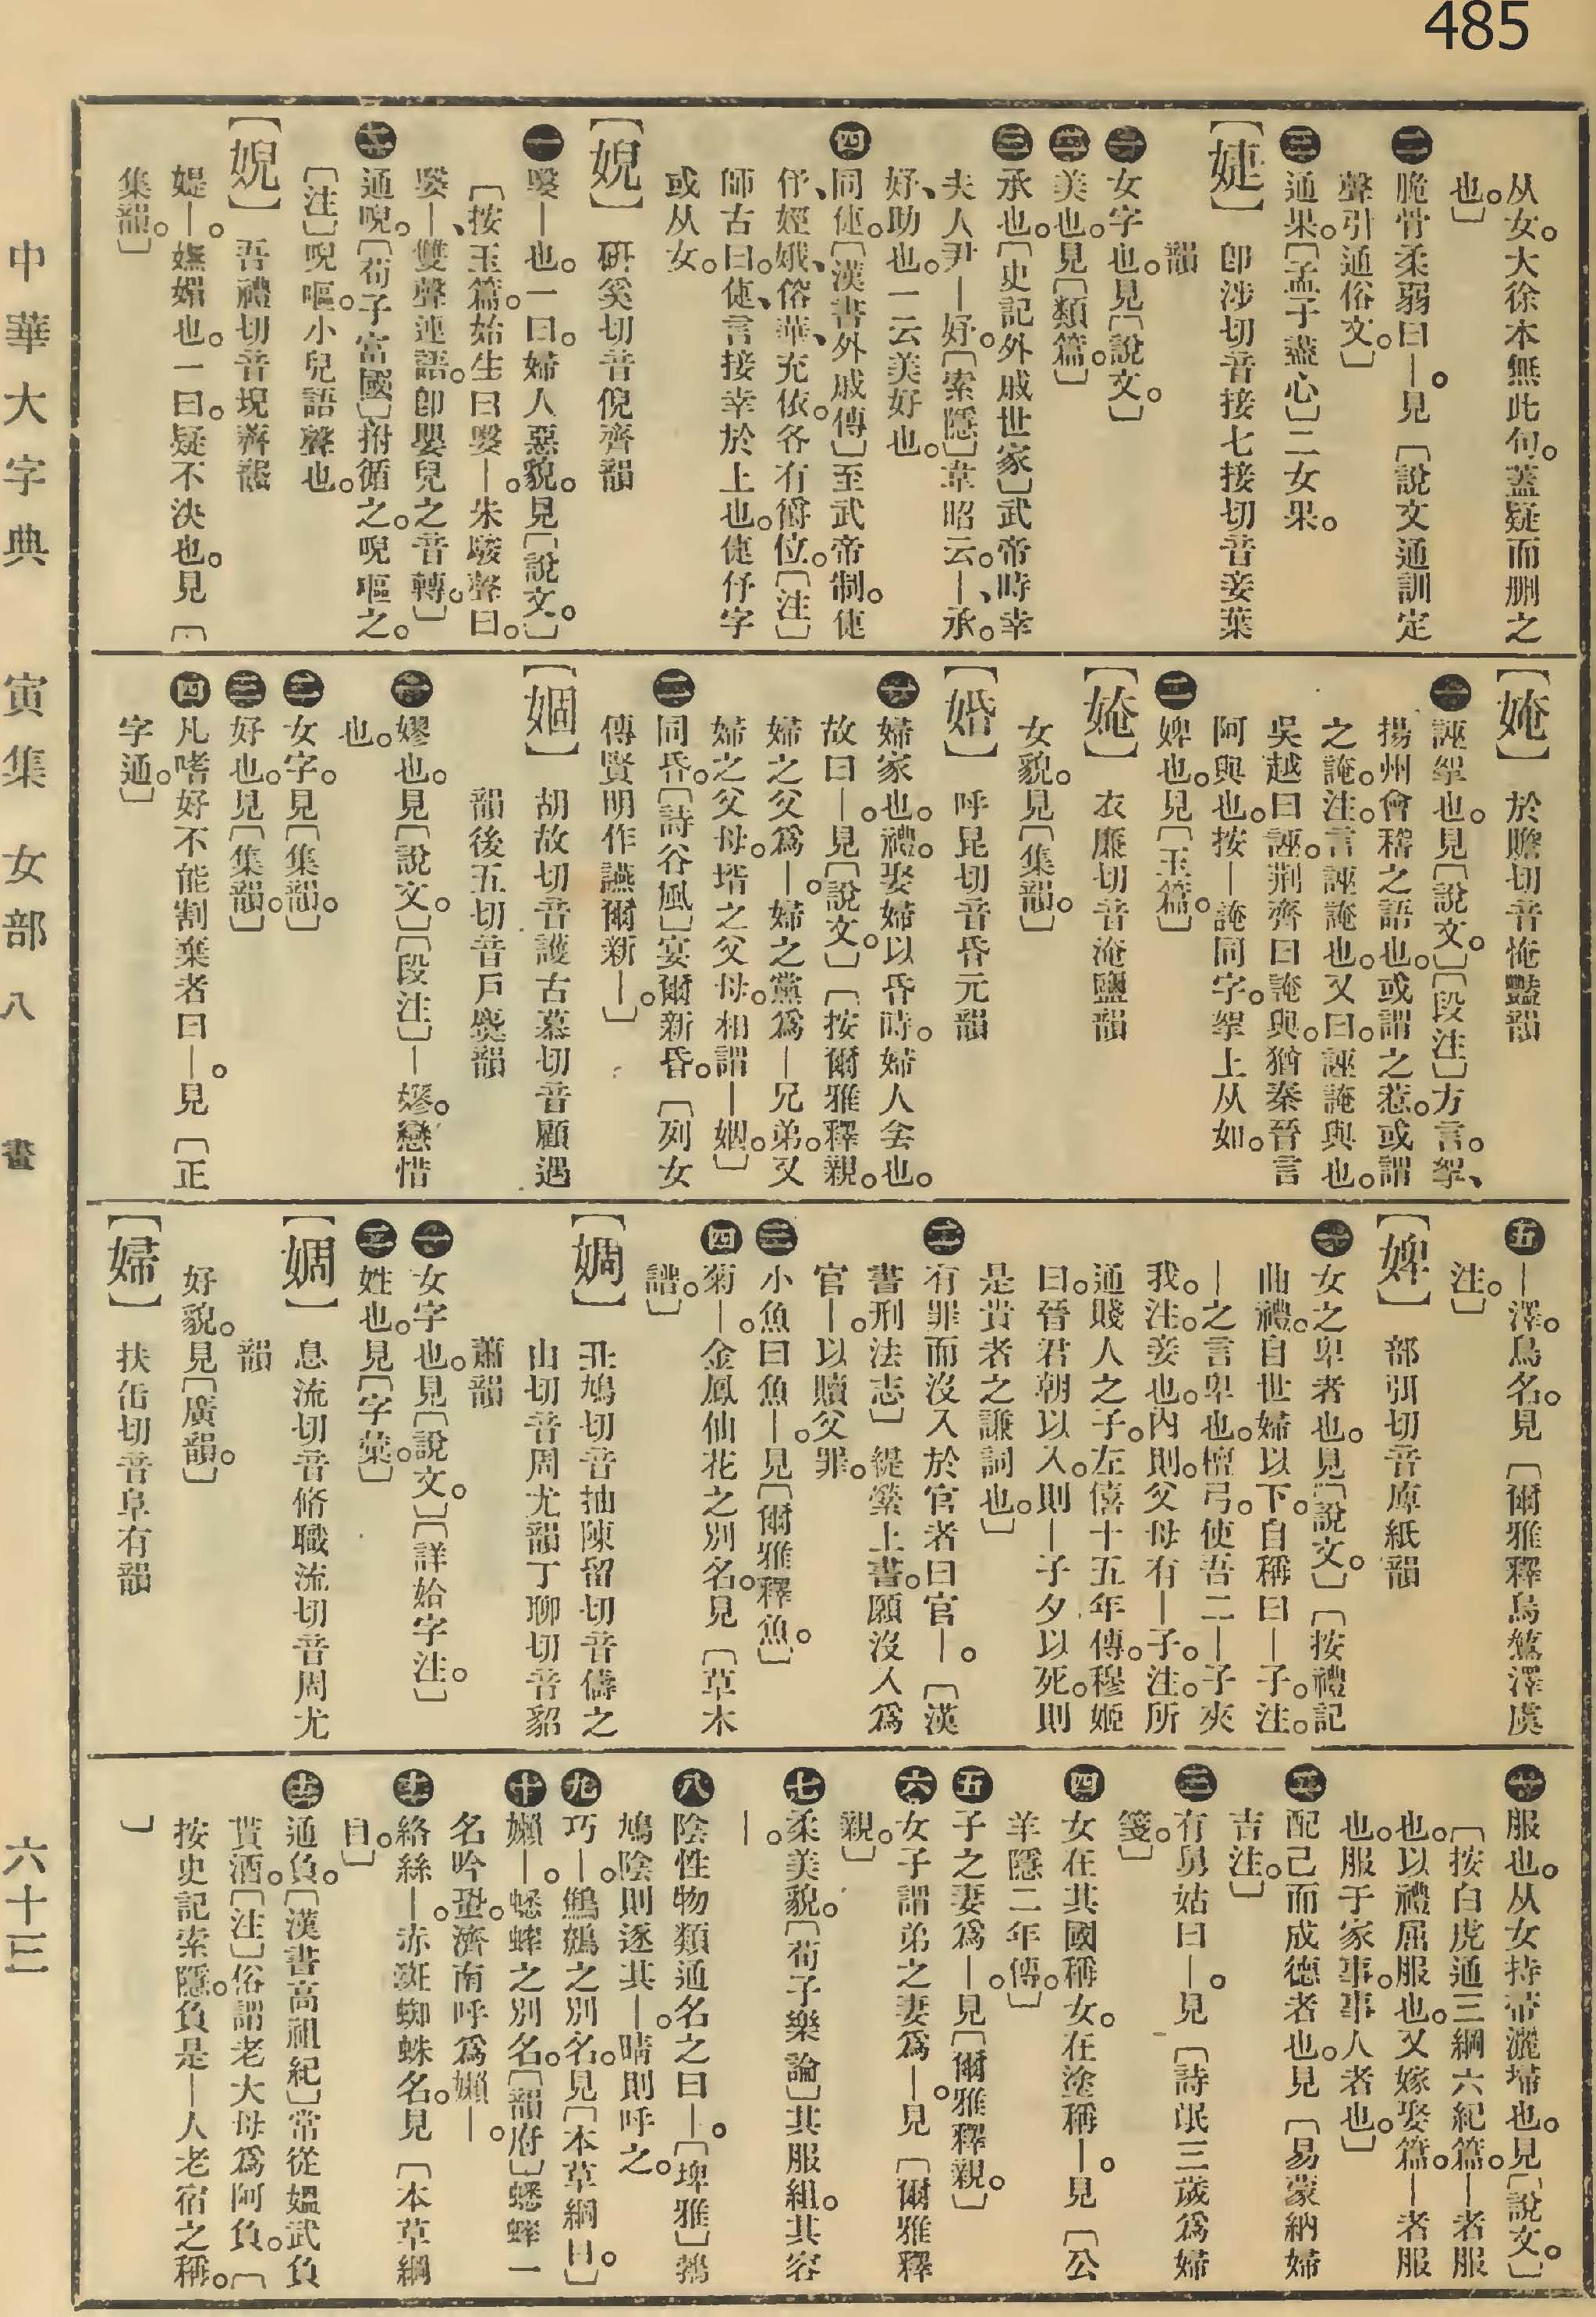 485
从女。大徐本無此句。蓋疑而刪之
也。〕
㊁脆骨柔弱曰—。見〔說文通訓定
聲引通俗文。〕
㊂通果。〔孟子盡心〕二女果。
【婕】卽涉切音接七接切音妾葉
韻
㊀女字也。見〔說文。〕
㊁美也。見〔類篇。〕
㊂承也。〔史記外戚世家〕武帝時幸
夫人尹—妤。〔索隱〕韋昭云。—、承。
妤、助也。一云美好也。
㊃同倢。〔漢書外戚傳〕至武帝制。倢
伃、娙娥、傛華、充依。各有爵位。〔注〕
師古曰。倢、言接幸於上也。倢伃字
或从女。
【婗】硏奚切音倪齊韻
㊀嫛—也。一曰。婦人惡貌。見〔說文。〕
〔按玉篇。始生曰嫛—。朱駿聲曰。
嫛—、雙聲連語。卽嬰兒之音轉。〕
㊁通唲。〔荀子富國〕拊循之。唲嘔之。
〔注〕唲嘔。小兒語聲也。
【婗】吾禮切音堄薺韻
媞—。嫵媚也。一曰。疑不決也。見〔
集韻。〕
【媕】於贍切音俺豔韻
㊀誣挐也。見〔說文。〕〔段注〕方言。挐、
揚州會稽之語也。或謂之惹。或謂
之䛳。注。言誣䛳也。又曰。誣䛳與也。
吳越曰誣。荆齊曰䛳與。猶秦晉言
阿與也。按—䛳同字。挐上从如。
㊁婢也。見〔玉篇。〕
【媕】衣廉切音淹鹽韻
女貌。見〔集韻。〕
【婚】呼昆切音昏元韻
㊀婦家也。禮。娶婦以昏時。婦人侌也。
故曰—。見〔說文。〕〔按爾雅釋親。
婦之父爲—。婦之黨爲—兄弟。又
婦之父母。壻之父母。相謂—姻。〕
㊁同昏。〔詩谷風〕宴爾新昏。〔列女
傳賢明作讌爾新—。〕
【婟】胡故切音護古慕切音顧遇
韻後五切音戶麌韻
㊀嫪也。見〔說文。〕〔段注〕—嫪。戀惜
也。
㊁女字。見〔集韻。〕
㊂好也。見〔集韻。〕
㊃凡嗜好不能割棄者曰—。見〔正
字通。〕
㊄—澤。鳥名。見〔爾雅釋鳥鶭澤虞
注。〕
【婢】部弭切音庳紙韻
㊀女之卑者也。見〔說文。〕〔按禮記
曲禮。自世婦以下。自稱曰—子。注。
—之言卑也。檀弓。使吾二—子夾
我。注。妾也。內則。父母有—子。注。所
通賤人之子。左僖十五年傳。穆姬
曰。晉君朝以入。則—子夕以死。則
是貴者之謙詞也。〕
㊁有罪而沒入於官者曰官—。〔漢
書刑法志〕緹縈上書。願沒入爲
官—。以贖父罪。
㊂小魚曰魚—。見〔爾雅釋魚。〕
㊃菊—。金鳳仙花之別名。見〔草木
譜。〕
【婤】丑鳩切音抽陳留切音儔之
由切音周尤韻丁聊切音貂
蕭韻
㊀女字也。見〔說文。〕〔詳姶字注。〕
㊁姓也。見〔字彙。〕
【婤】息流切音脩職流切音周尤
韻
好貌。見〔廣韻。〕
【婦】扶缶切音阜有韻
㊀服也。从女持帚灑埽也。見〔說文。〕
〔按白虎通三綱六紀篇。—者服
也。以禮屈服也。又嫁娶篇。—者服
也。服于家事。事人者也。〕
㊁配己而成德者也。見〔易蒙納婦
吉注。〕
㊂有舅姑曰—。見〔詩氓三歲爲婦
箋。〕
㊃女在其國稱女。在塗稱—。見〔公
羊隱二年傳。〕
㊄子之妻爲—。見〔爾雅釋親。〕
㊅女子謂弟之妻爲—。見〔爾雅釋
親。〕
㊆柔美貌。〔荀子樂論〕其服組。其容
—。
㊇陰性物類通名之曰—。〔埤雅〕鵓
鳩陰則逐其—。晴則呼之。
㊈巧—。鷦鷯之別名。見〔本草綱目。〕
㊉嬾—。蟋蟀之別名。〔韻府〕蟋蟀一
名吟蛩。濟南呼爲嬾—。
⑪絡絲—。赤斑蜘蛛名。見〔本草綱
目。〕
⑫通負。〔漢書高祖紀〕常從媼武負
貰酒。〔注〕俗謂老大母爲阿負。〔
按史記索隱。負是—人老宿之稱。
〕
中華大字典 寅集 女部 八畫 六十三